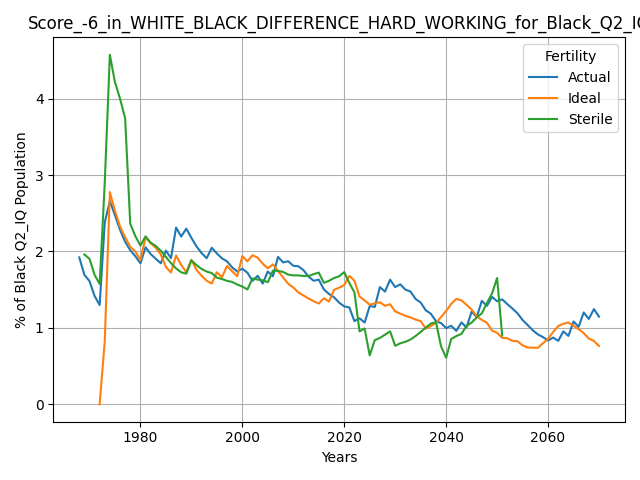 Score_-6_in_WHITE_BLACK_DIFFERENCE_HARD_WORKING_for_Black_Q2_IQ
Fertility
Actual
Ideal
Sterile
% of Black Q2_IQ Population
4
3
2
1
0
1980
2000
2020
2040
2060
Years